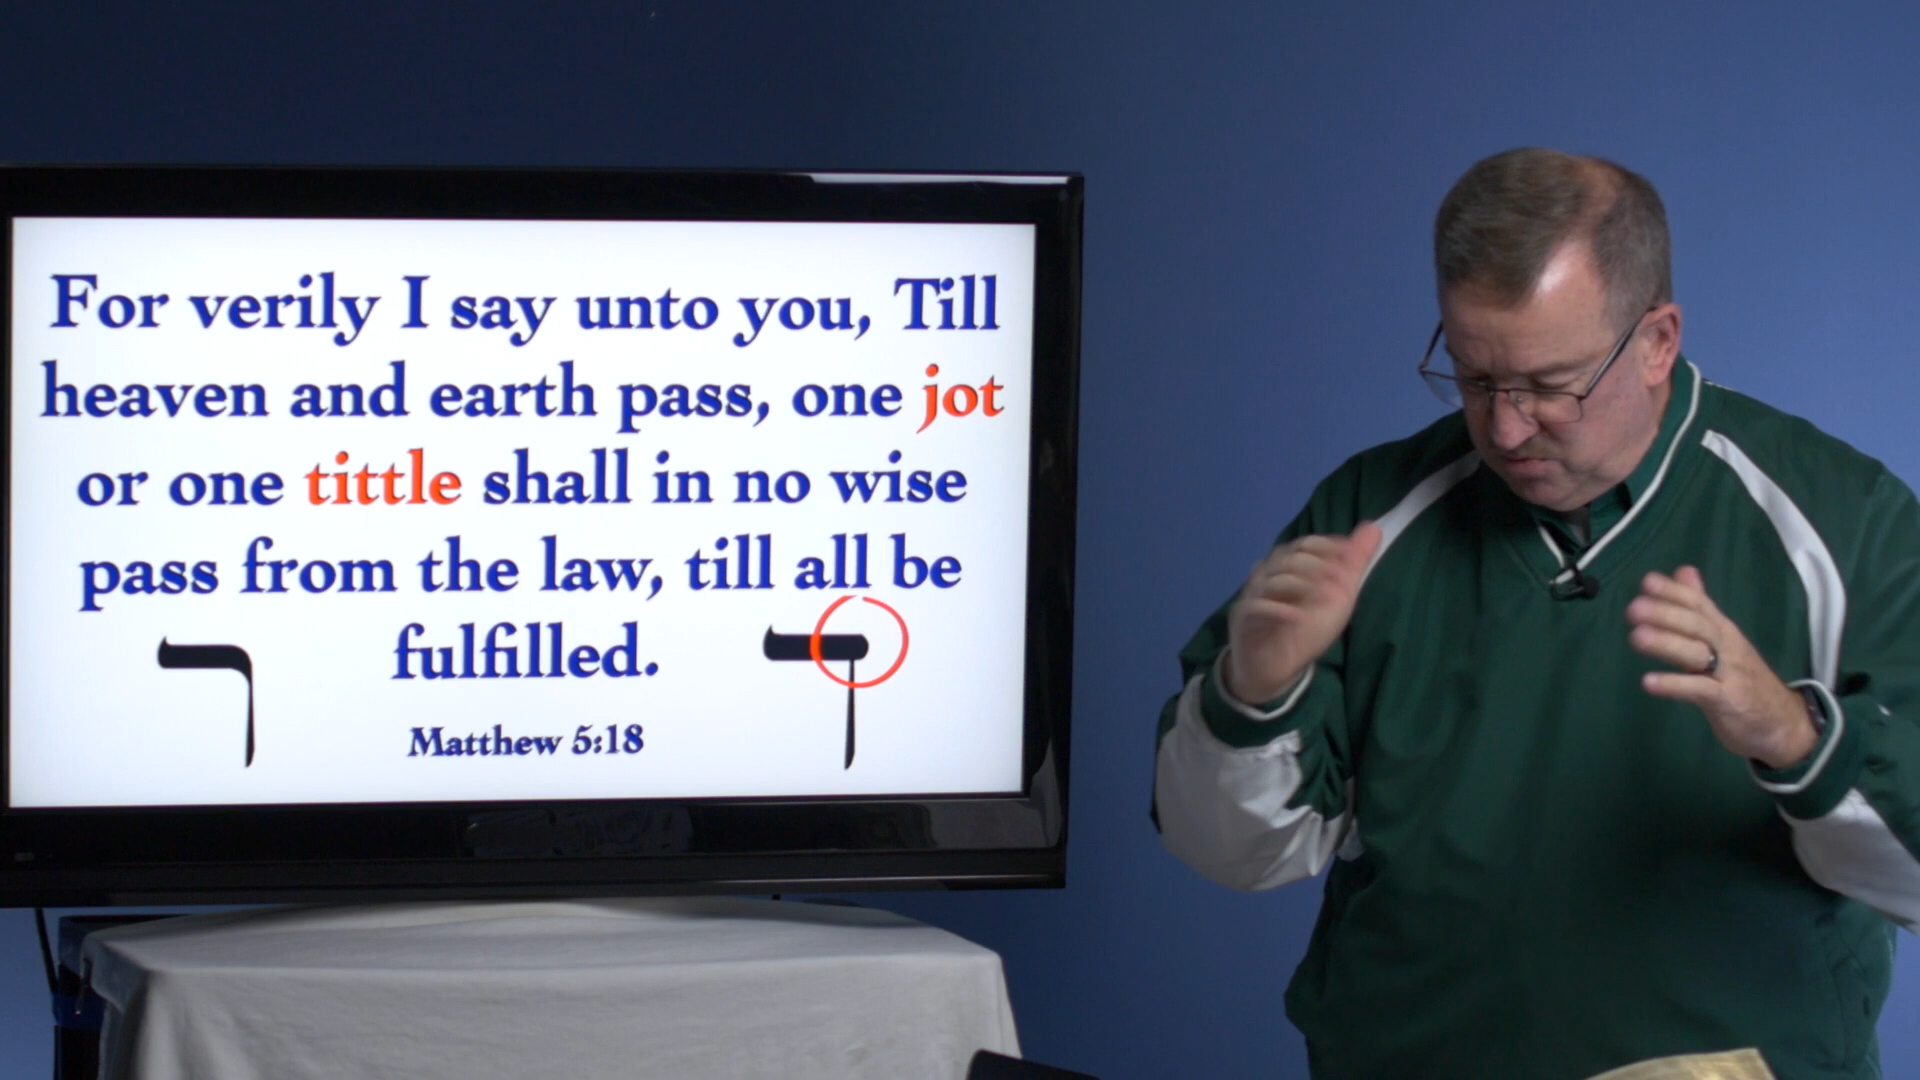 For verily I say unto you, Till
heaven and earth pass, one jot
or one tittle shall in no wise
pass from the law, till all be
fulfilled.
ר ד
Matthew 5:18